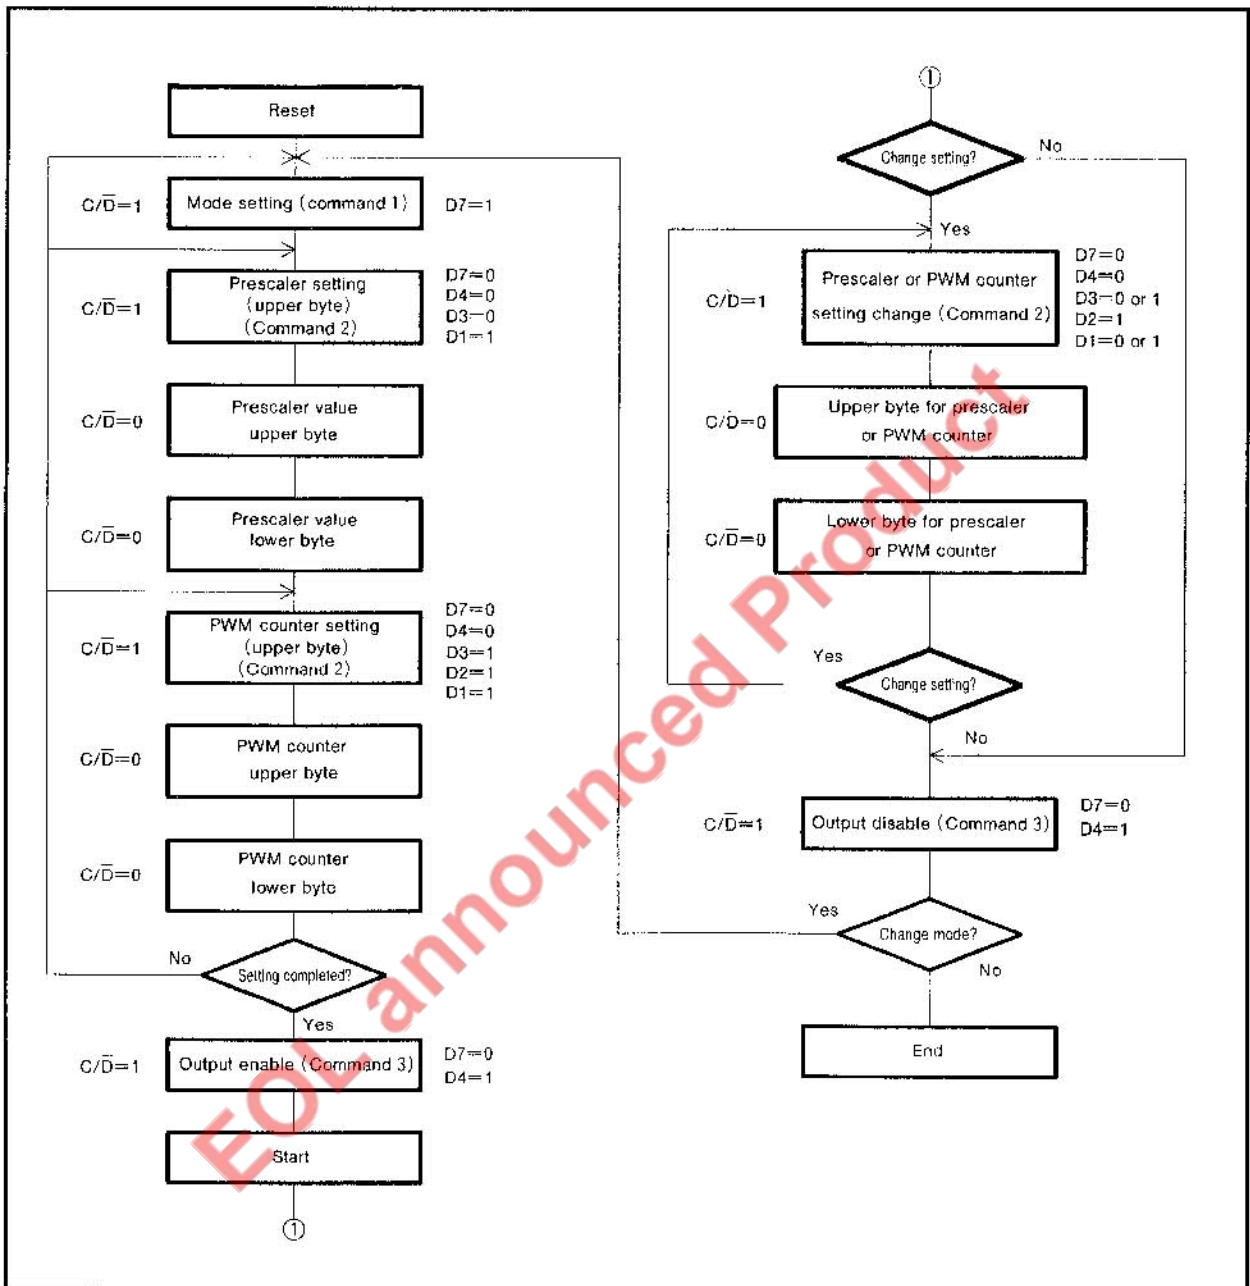 Reset
C/D̅=1
Mode setting (command 1)
D7=1
C/D̅=1
Prescaler setting
(upper byte)
(Command 2)
D7=0
D4=0
D3=0
D1=1
C/D̅=0
Prescaler value
upper byte
C/D̅=0
Prescaler value
lower byte
C/D̅=1
PWM counter setting
(upper byte)
(Command 2)
D7=0
D4=0
D3=1
D2=1
D1=1
C/D̅=0
PWM counter
upper byte
C/D̅=0
PWM counter
lower byte
No
Setting completed?
Yes
C/D̅=1
Output enable (Command 3)
D7=0
D4=1
Start
①
①
Change setting?
No
Yes
C/D̅=1
Prescaler or PWM counter
setting change (Command 2)
D7=0
D4=0
D3=0 or 1
D2=1
D1=0 or 1
C/D̅=0
Upper byte for prescaler
or PWM counter
C/D̅=0
Lower byte for prescaler
or PWM counter
Yes
Change setting?
No
C/D̅=1
Output disable (Command 3)
D7=0
D4=1
Yes
Change mode?
No
End
EOL announced Product